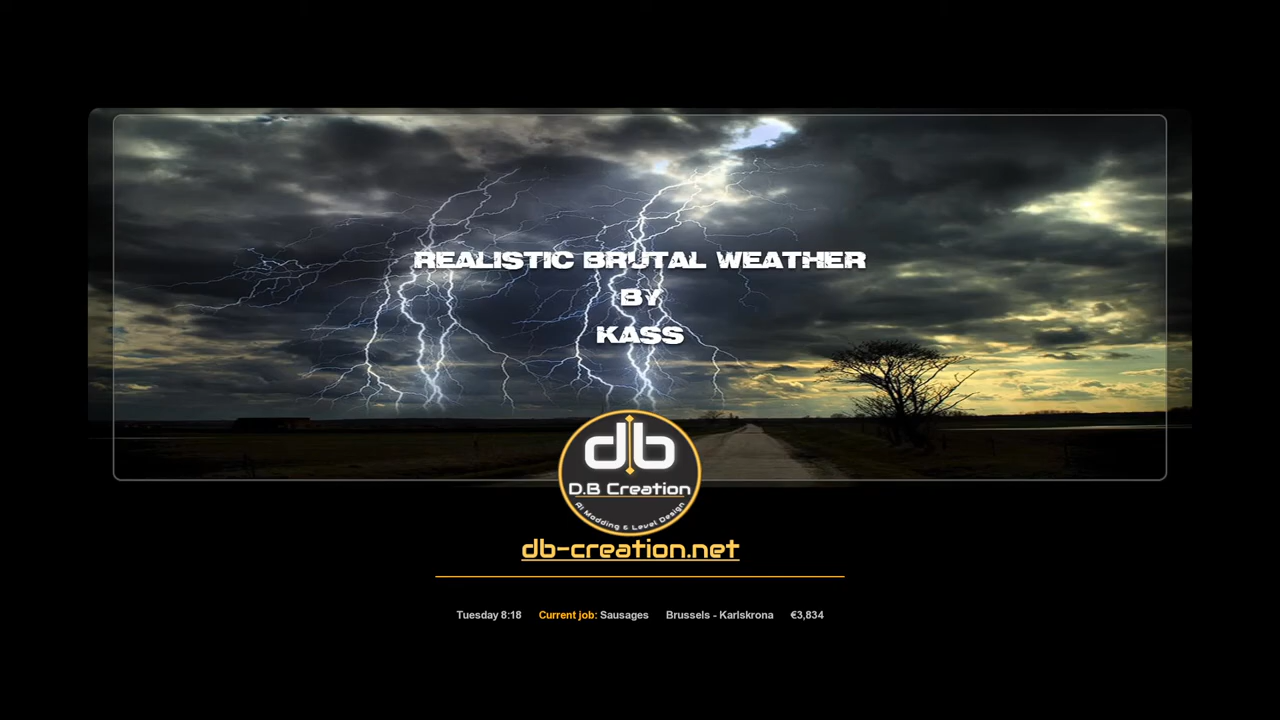 REALISTIC BRUTAL WEATHER
BY
KASS
db
D.B Creation
AI Modding & Level Design
db-creation.net
Tuesday 8:18 Current job: Sausages Brussels - Karlskrona €3,834